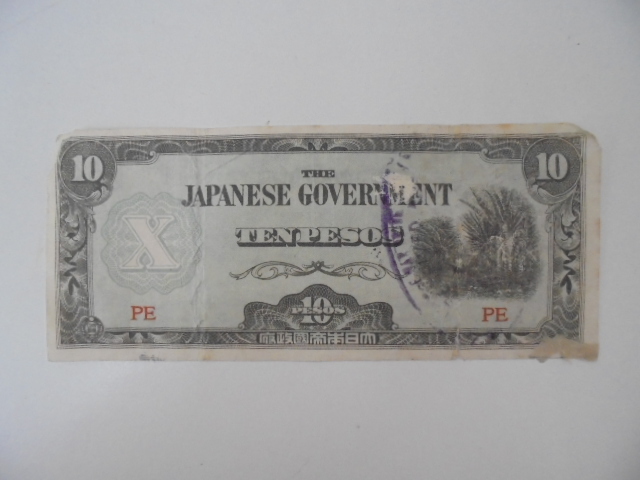 10
10
THE
JAPANESE GOVERNMENT
TEN PESOS
X
PE
PE
10
PESOS
府政國帝本日大